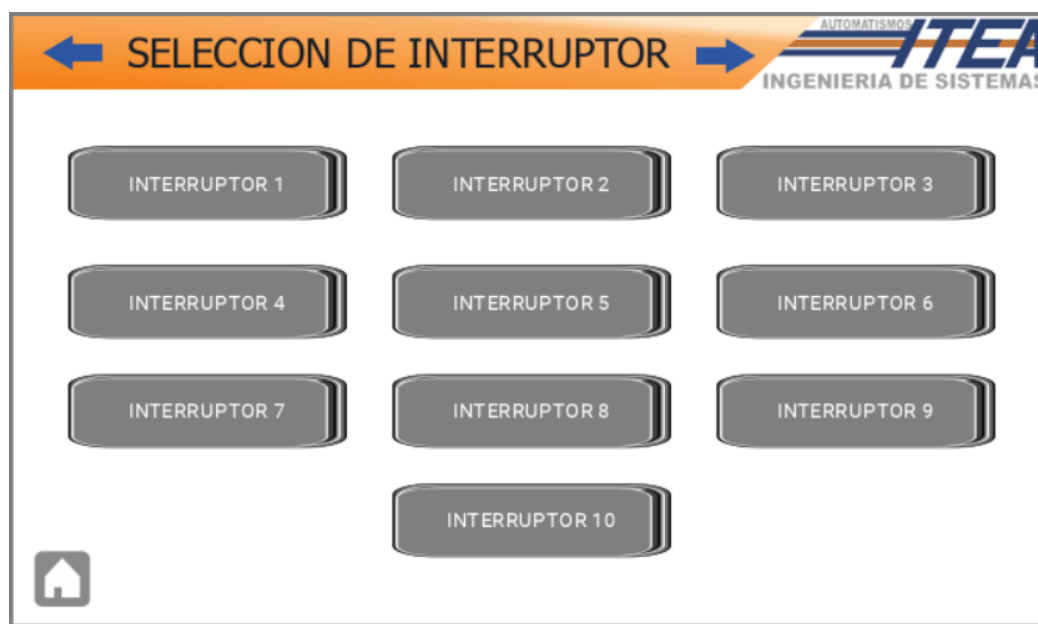 SELECCION DE INTERRUPTOR
AUTOMATISMOS
ITEA
INGENIERIA DE SISTEMAS
INTERRUPTOR 1
INTERRUPTOR 2
INTERRUPTOR 3
INTERRUPTOR 4
INTERRUPTOR 5
INTERRUPTOR 6
INTERRUPTOR 7
INTERRUPTOR 8
INTERRUPTOR 9
INTERRUPTOR 10